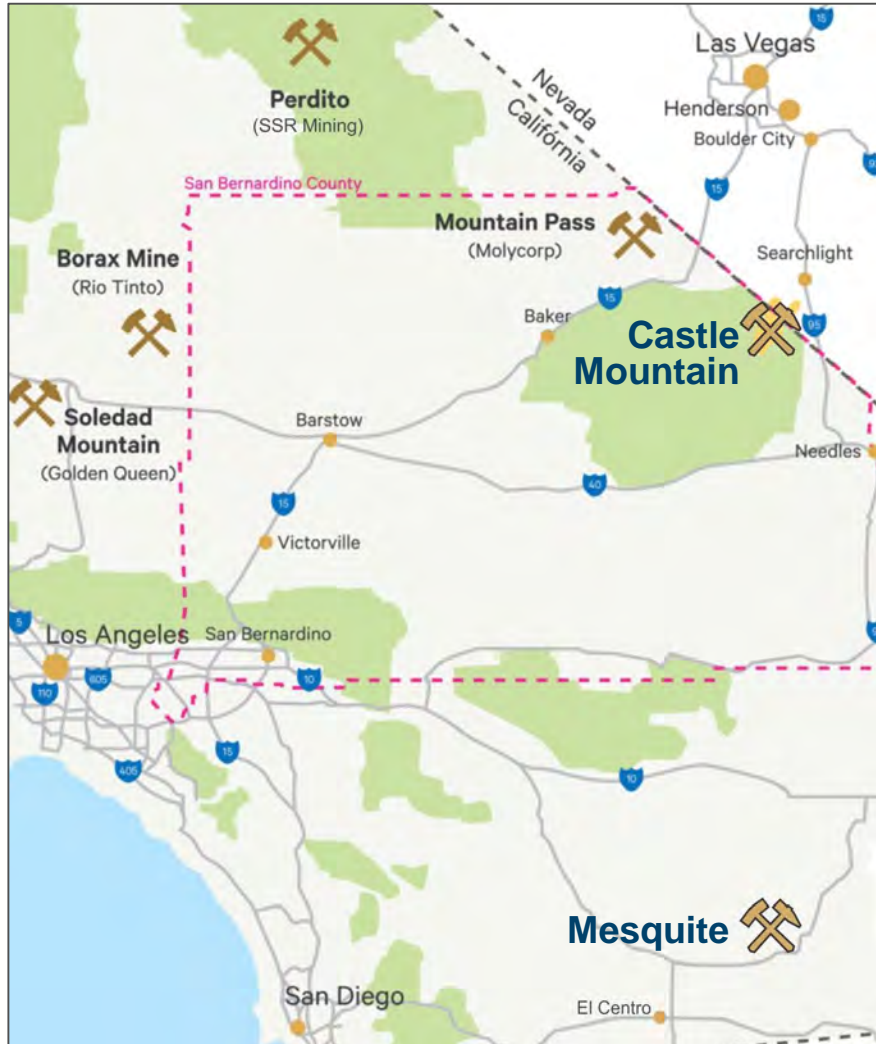 15
Las Vegas
Nevada
Califórnia
Perdito
(SSR Mining)
Henderson
Boulder City
15
San Bernardino County
Mountain Pass
(Molycorp)
Borax Mine
(Rio Tinto)
Searchlight
15
Baker
Castle
Mountain
95
Soledad
Mountain
(Golden Queen)
Barstow
Needles
40
15
Victorville
5
Los Angeles
San Bernardino
10
605
110
15
405
10
Mesquite
San Diego
El Centro